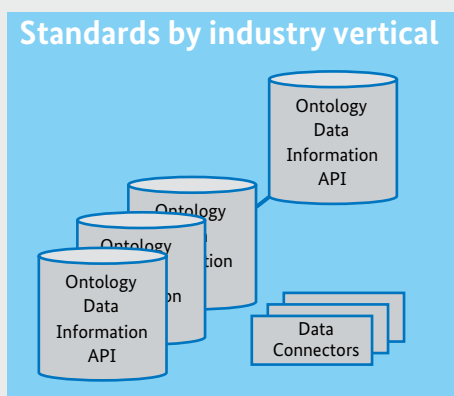 Standards by industry vertical
Ontology
Data
Information
API
Ontology
Ontology
Ontology
Data
Information
API
Data
Connectors